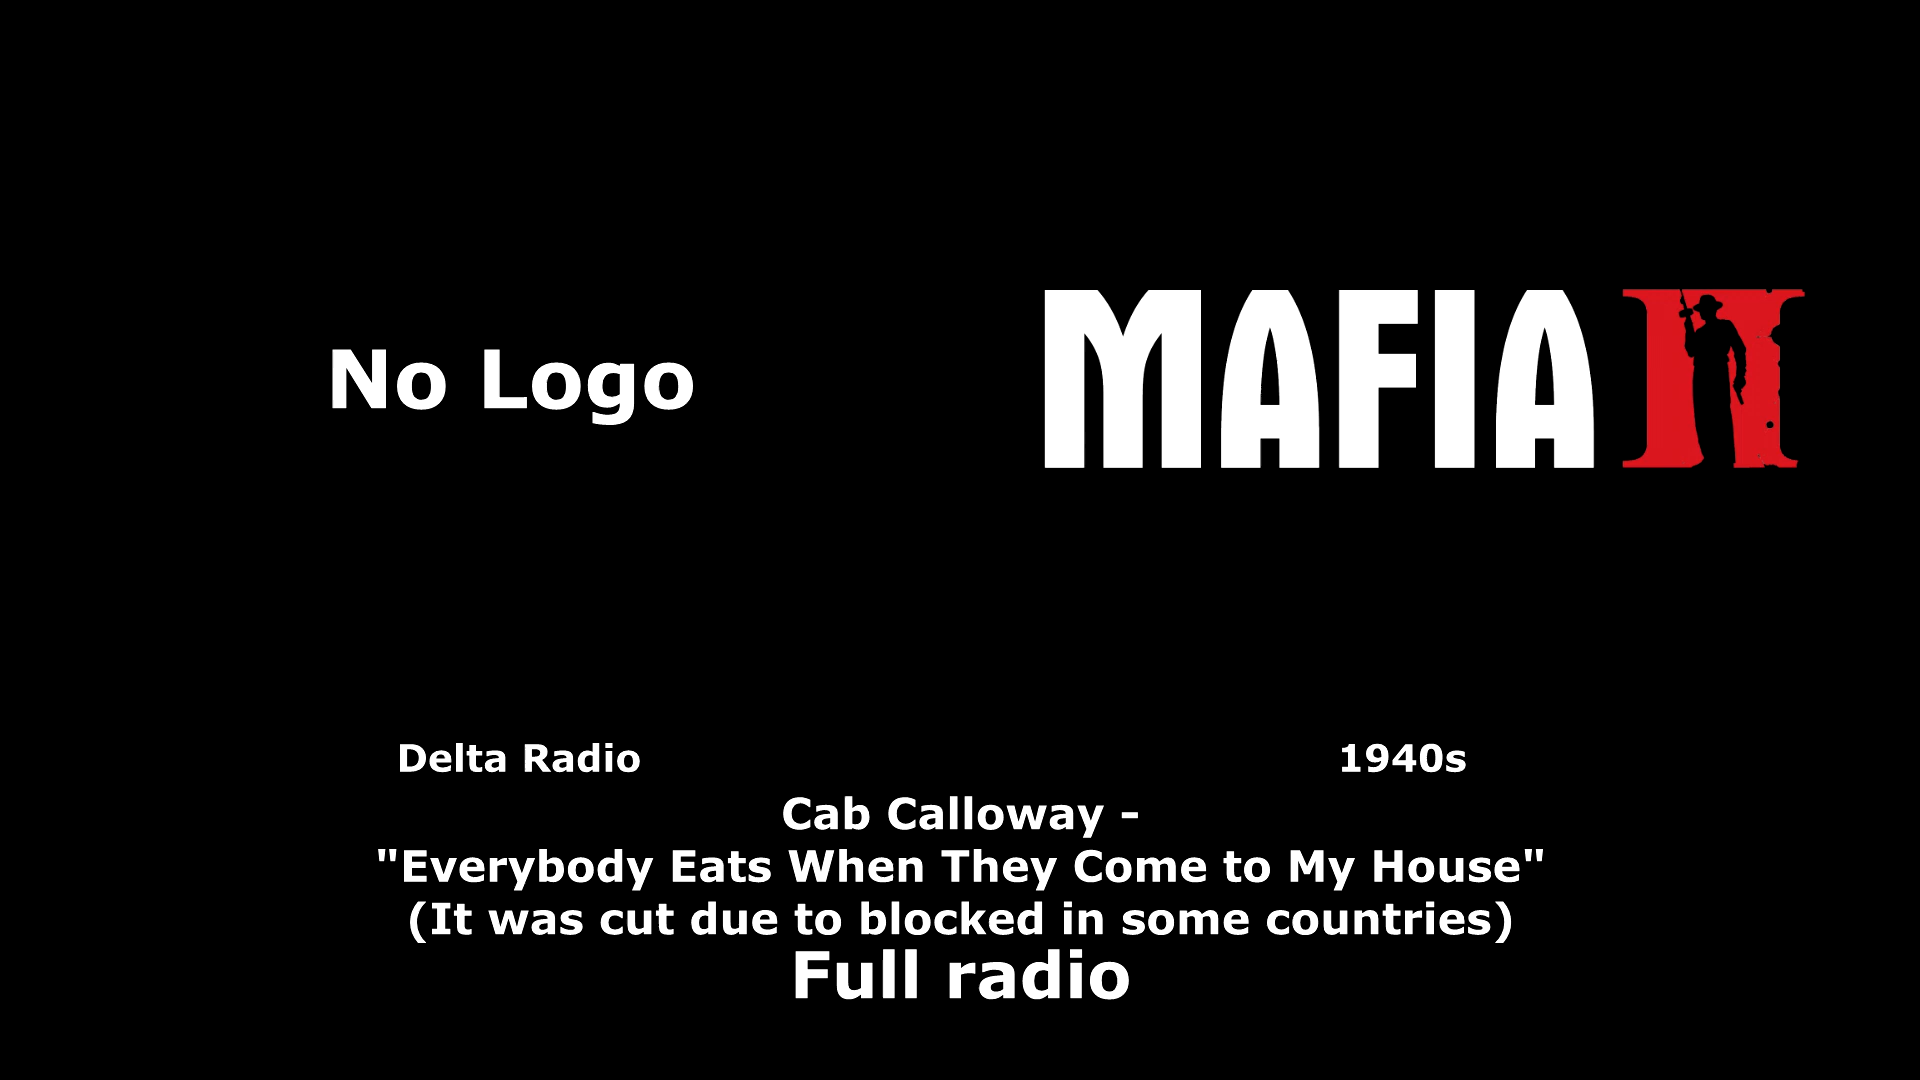 No Logo
MAFIA II
Delta Radio
1940s
Cab Calloway -
"Everybody Eats When They Come to My House"
(It was cut due to blocked in some countries)
Full radio